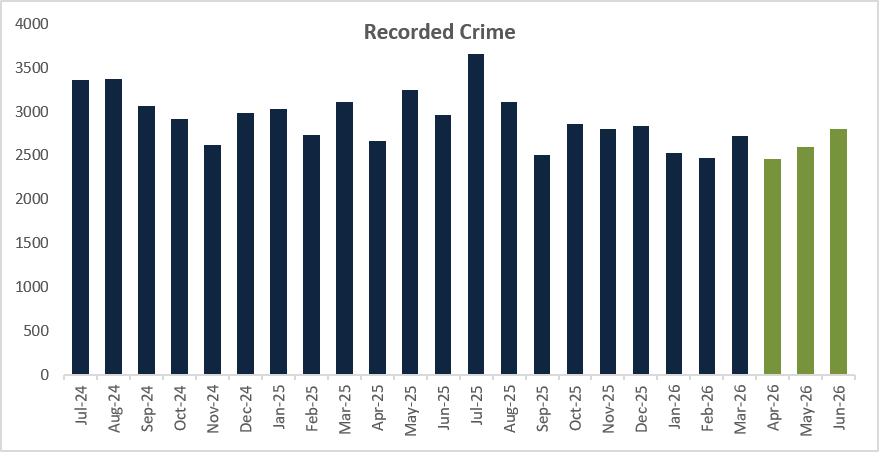 Recorded Crime
4000
3500
3000
2500
2000
1500
1000
500
0
Jul-24
Aug-24
Sep-24
Oct-24
Nov-24
Dec-24
Jan-25
Feb-25
Mar-25
Apr-25
May-25
Jun-25
Jul-25
Aug-25
Sep-25
Oct-25
Nov-25
Dec-25
Jan-26
Feb-26
Mar-26
Apr-26
May-26
Jun-26